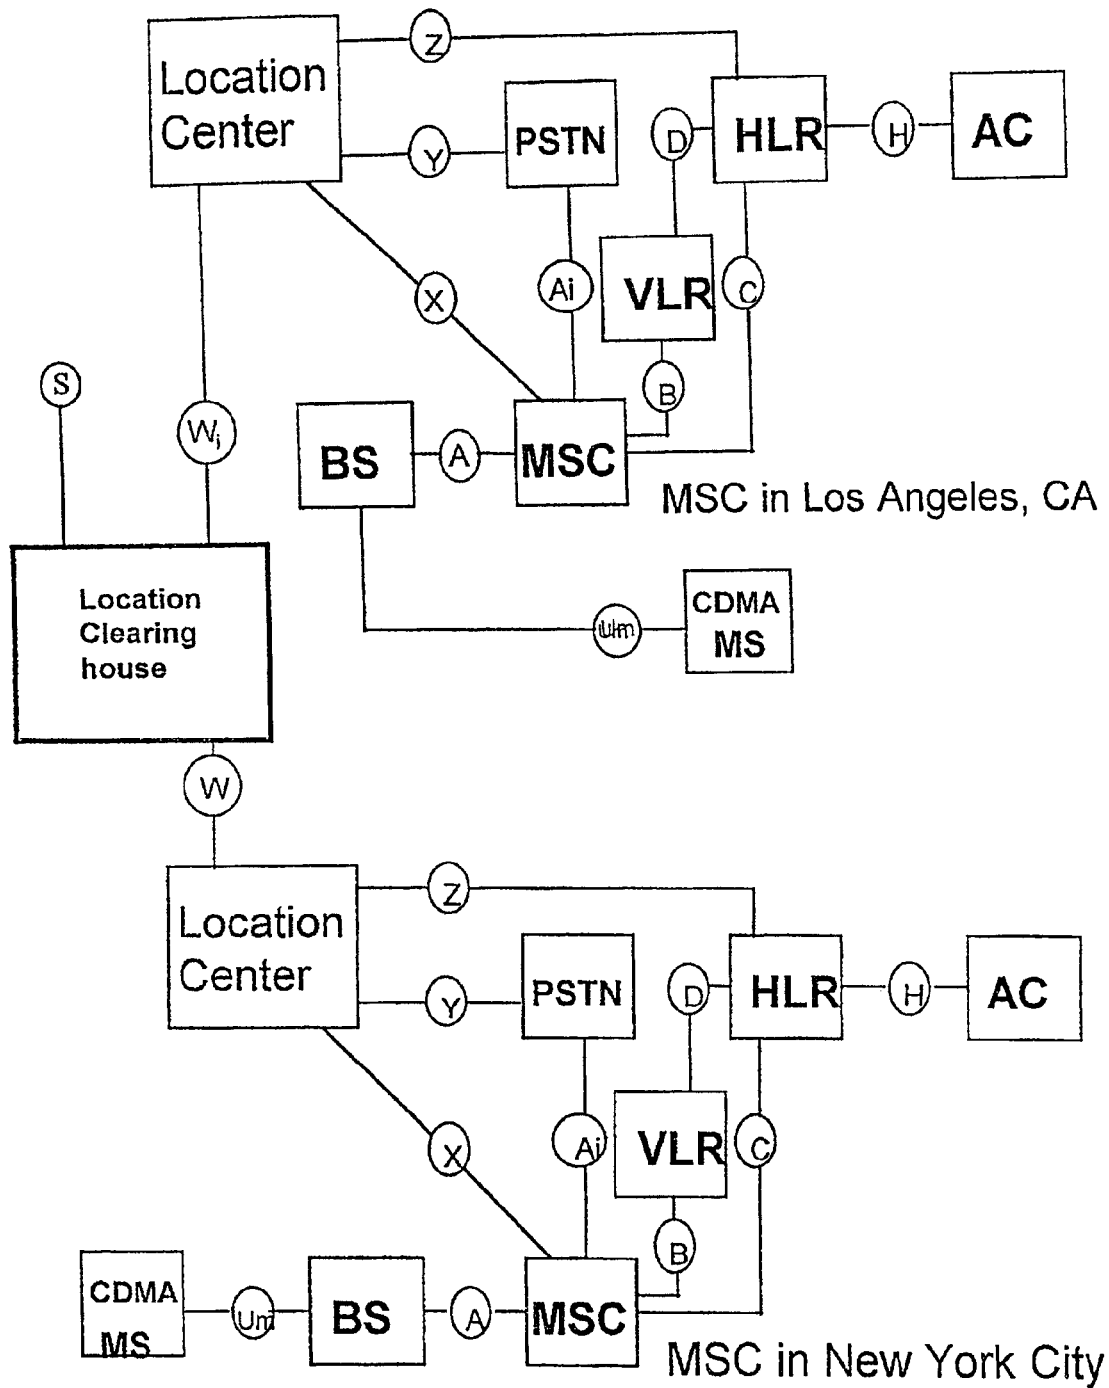 Z
Location
Center
PSTN
D
HLR
H
AC
Y
VLR
Ai
C
X
S
B
Wi
BS
A
MSC
MSC in Los Angeles, CA
Location
Clearing
house
CDMA
MS
Um
W
Z
Location
Center
PSTN
D
HLR
H
AC
Y
VLR
Ai
C
X
B
CDMA
MS
Um
BS
A
MSC
MSC in New York City